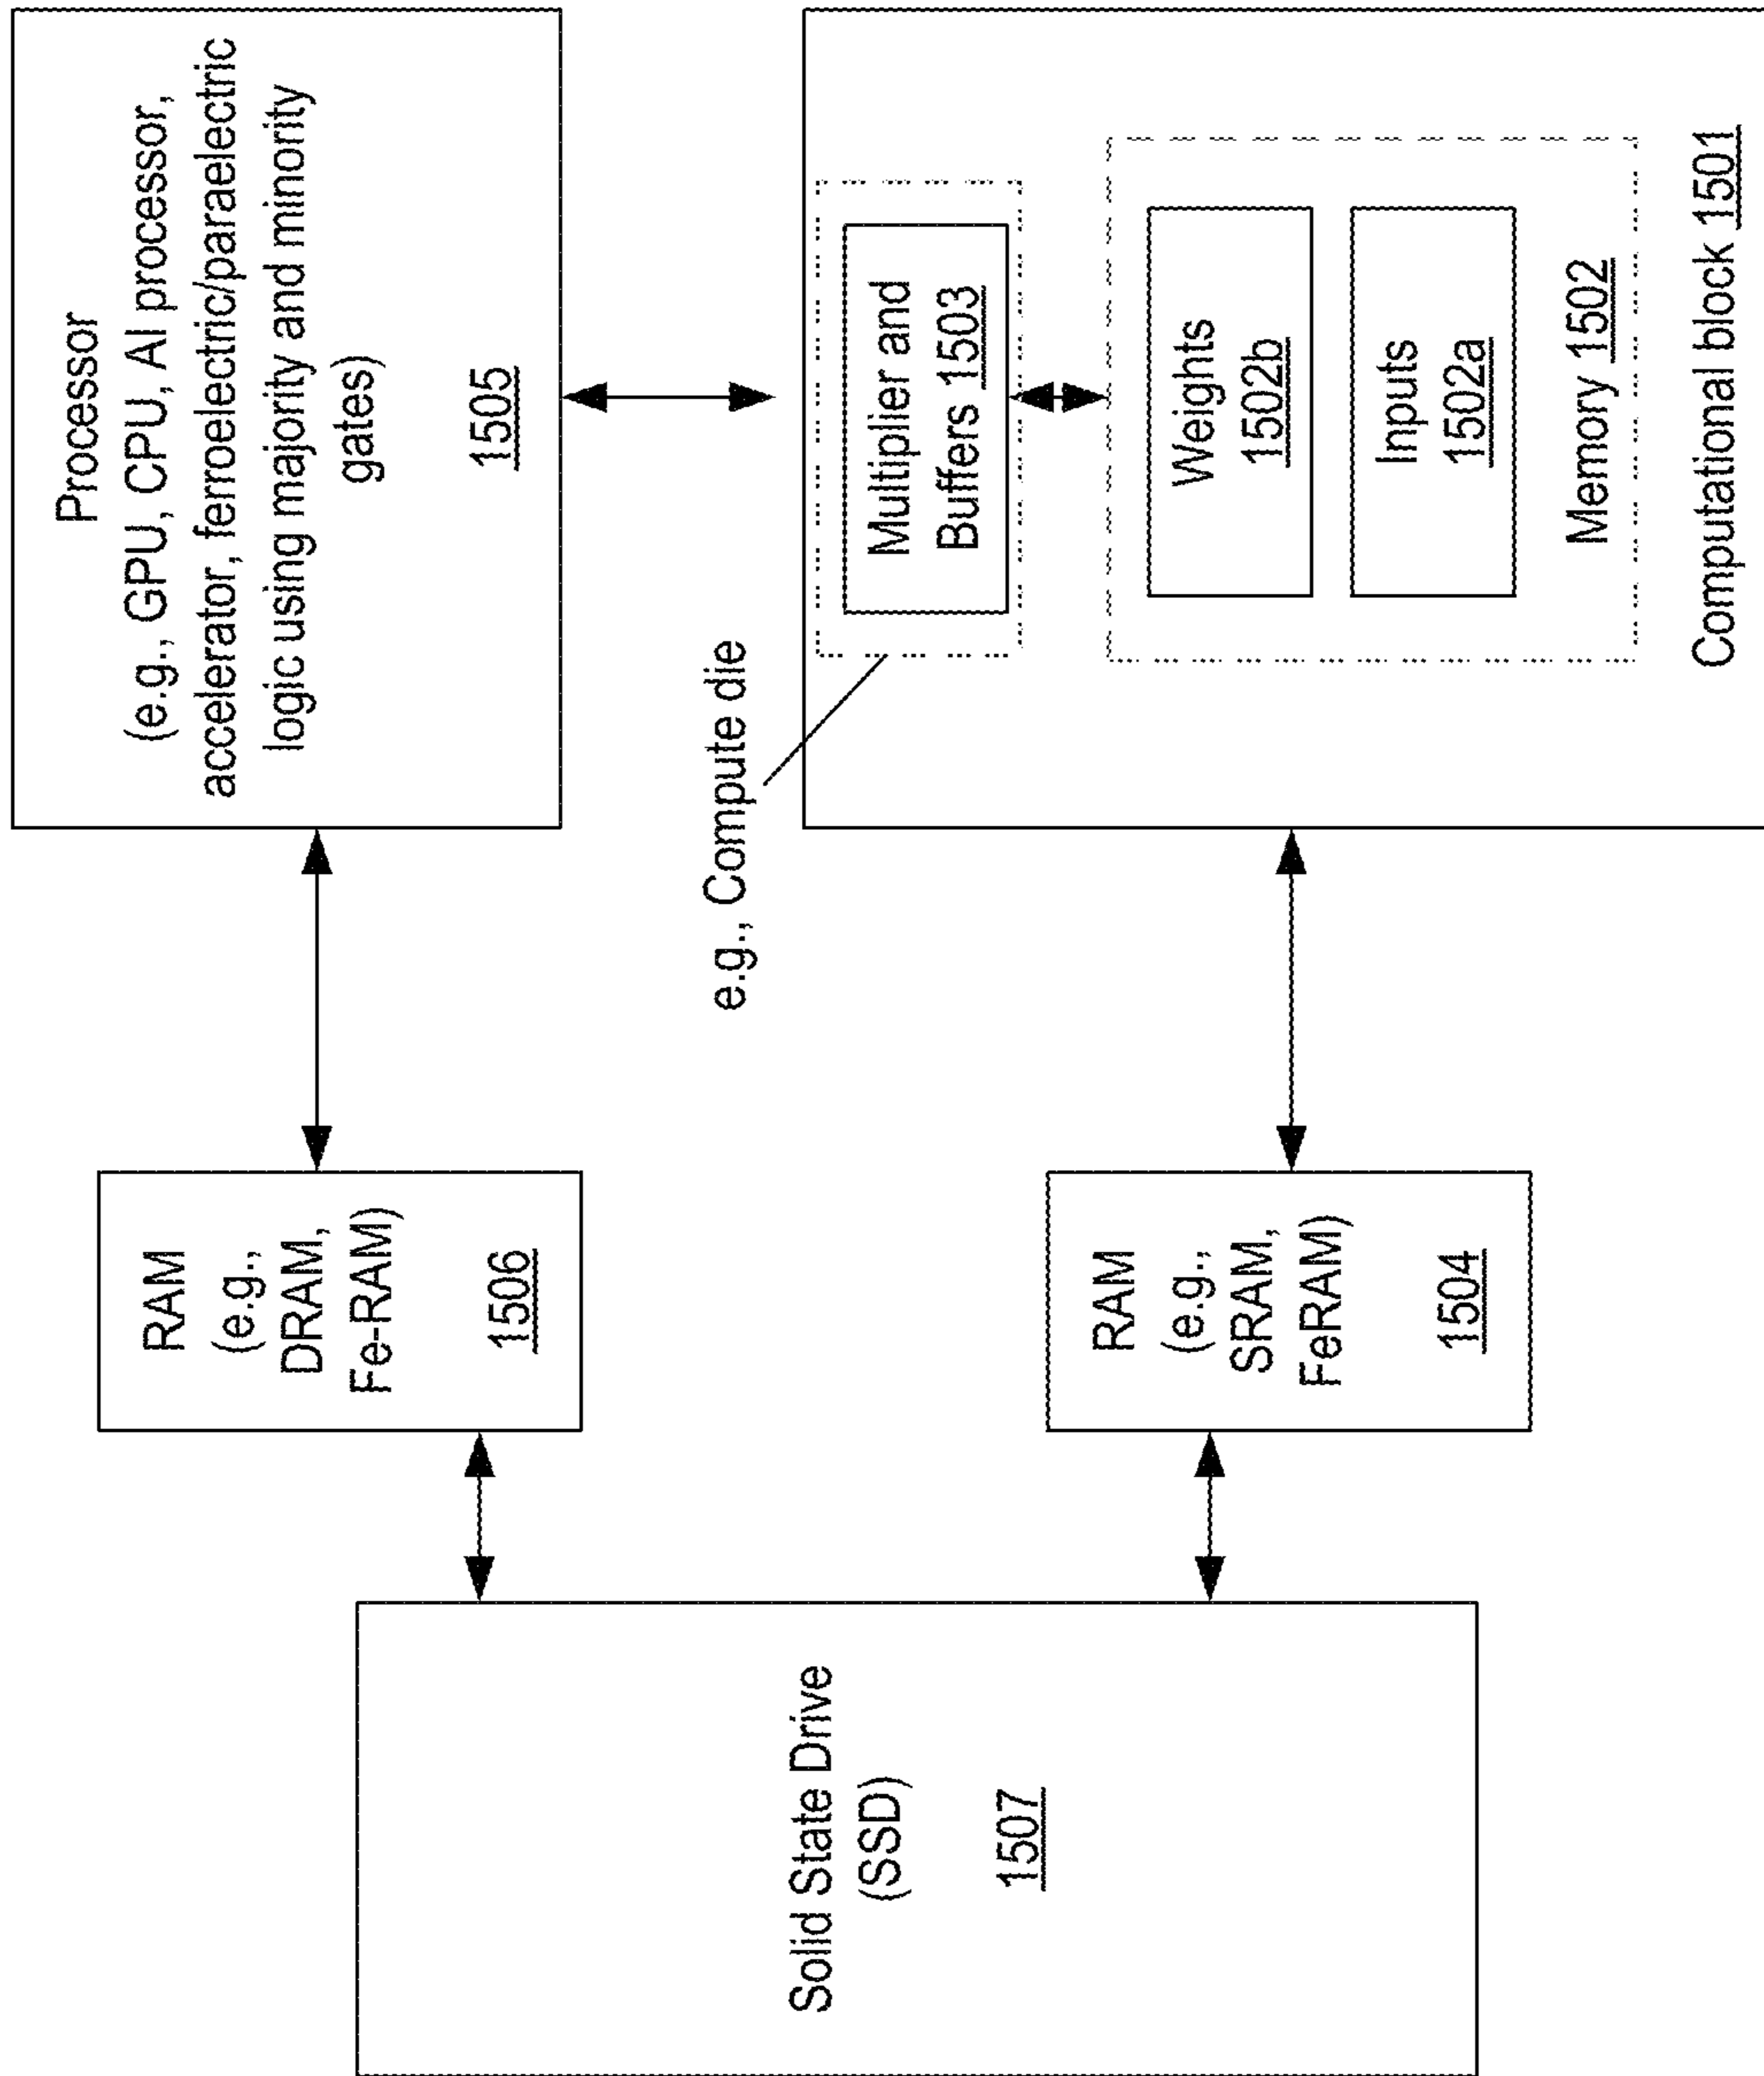 Processor
(e.g., GPU, CPU, AI processor,
accelerator, ferroelectric/paraelectric
logic using majority and minority
gates)
1505
RAM
(e.g.,
DRAM,
Fe-RAM)
1506
Solid State Drive
(SSD)
1507
e.g., Compute die
Multiplier and
Buffers 1503
Weights
1502b
Inputs
1502a
Memory 1502
Computational block 1501
RAM
(e.g.,
SRAM,
FeRAM)
1504